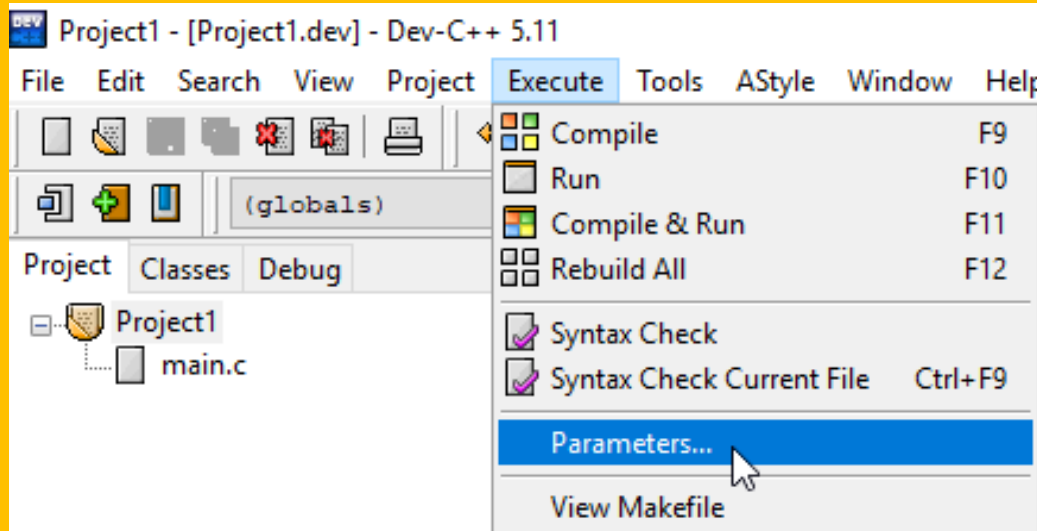 DEV
C++
Project1 - [Project1.dev] - Dev-C++ 5.11
File Edit Search View Project Execute Tools AStyle Window Help
Compile F9
Run F10
(globals)
Compile & Run F11
Project Classes Debug
Rebuild All F12
Project1
main.c
Syntax Check
Syntax Check Current File Ctrl+F9
Parameters...
View Makefile